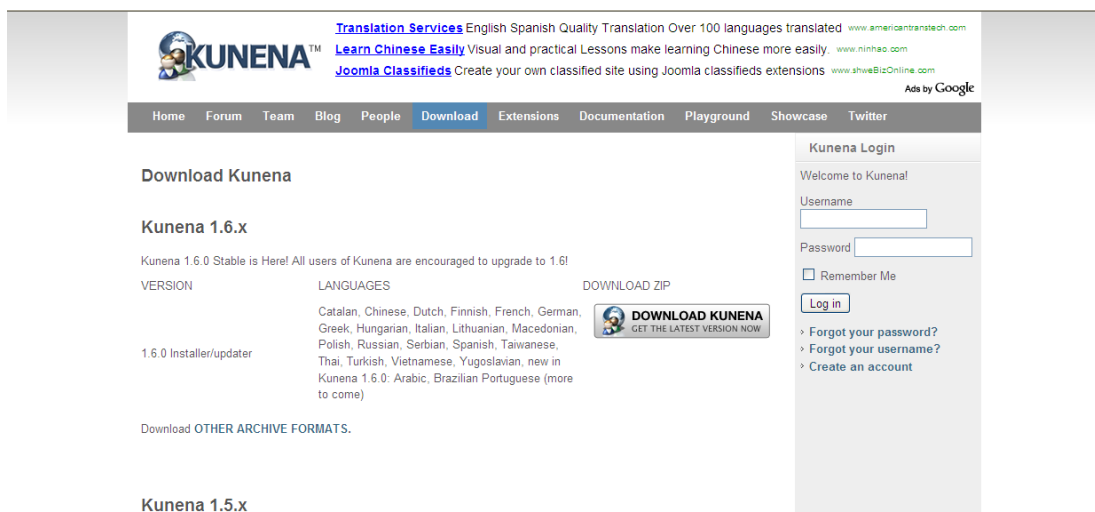 KUNENA™
Translation Services English Spanish Quality Translation Over 100 languages translated www.americantranstech.com
Learn Chinese Easily Visual and practical Lessons make learning Chinese more easily. www.ninhao.com
Joomla Classifieds Create your own classified site using Joomla classifieds extensions www.shweBizOnline.com
Ads by Google
Home Forum Team Blog People Download Extensions Documentation Playground Showcase Twitter
Download Kunena
Kunena 1.6.x
Kunena 1.6.0 Stable is Here! All users of Kunena are encouraged to upgrade to 1.6!
VERSION LANGUAGES DOWNLOAD ZIP
1.6.0 Installer/updater
Catalan, Chinese, Dutch, Finnish, French, German,
Greek, Hungarian, Italian, Lithuanian, Macedonian,
Polish, Russian, Serbian, Spanish, Taiwanese,
Thai, Turkish, Vietnamese, Yugoslavian, new in
Kunena 1.6.0: Arabic, Brazilian Portuguese (more
to come)
DOWNLOAD KUNENA
GET THE LATEST VERSION NOW
Download OTHER ARCHIVE FORMATS.
Kunena 1.5.x
Kunena Login
Welcome to Kunena!
Username
Password
Remember Me
Log in
Forgot your password?
Forgot your username?
Create an account